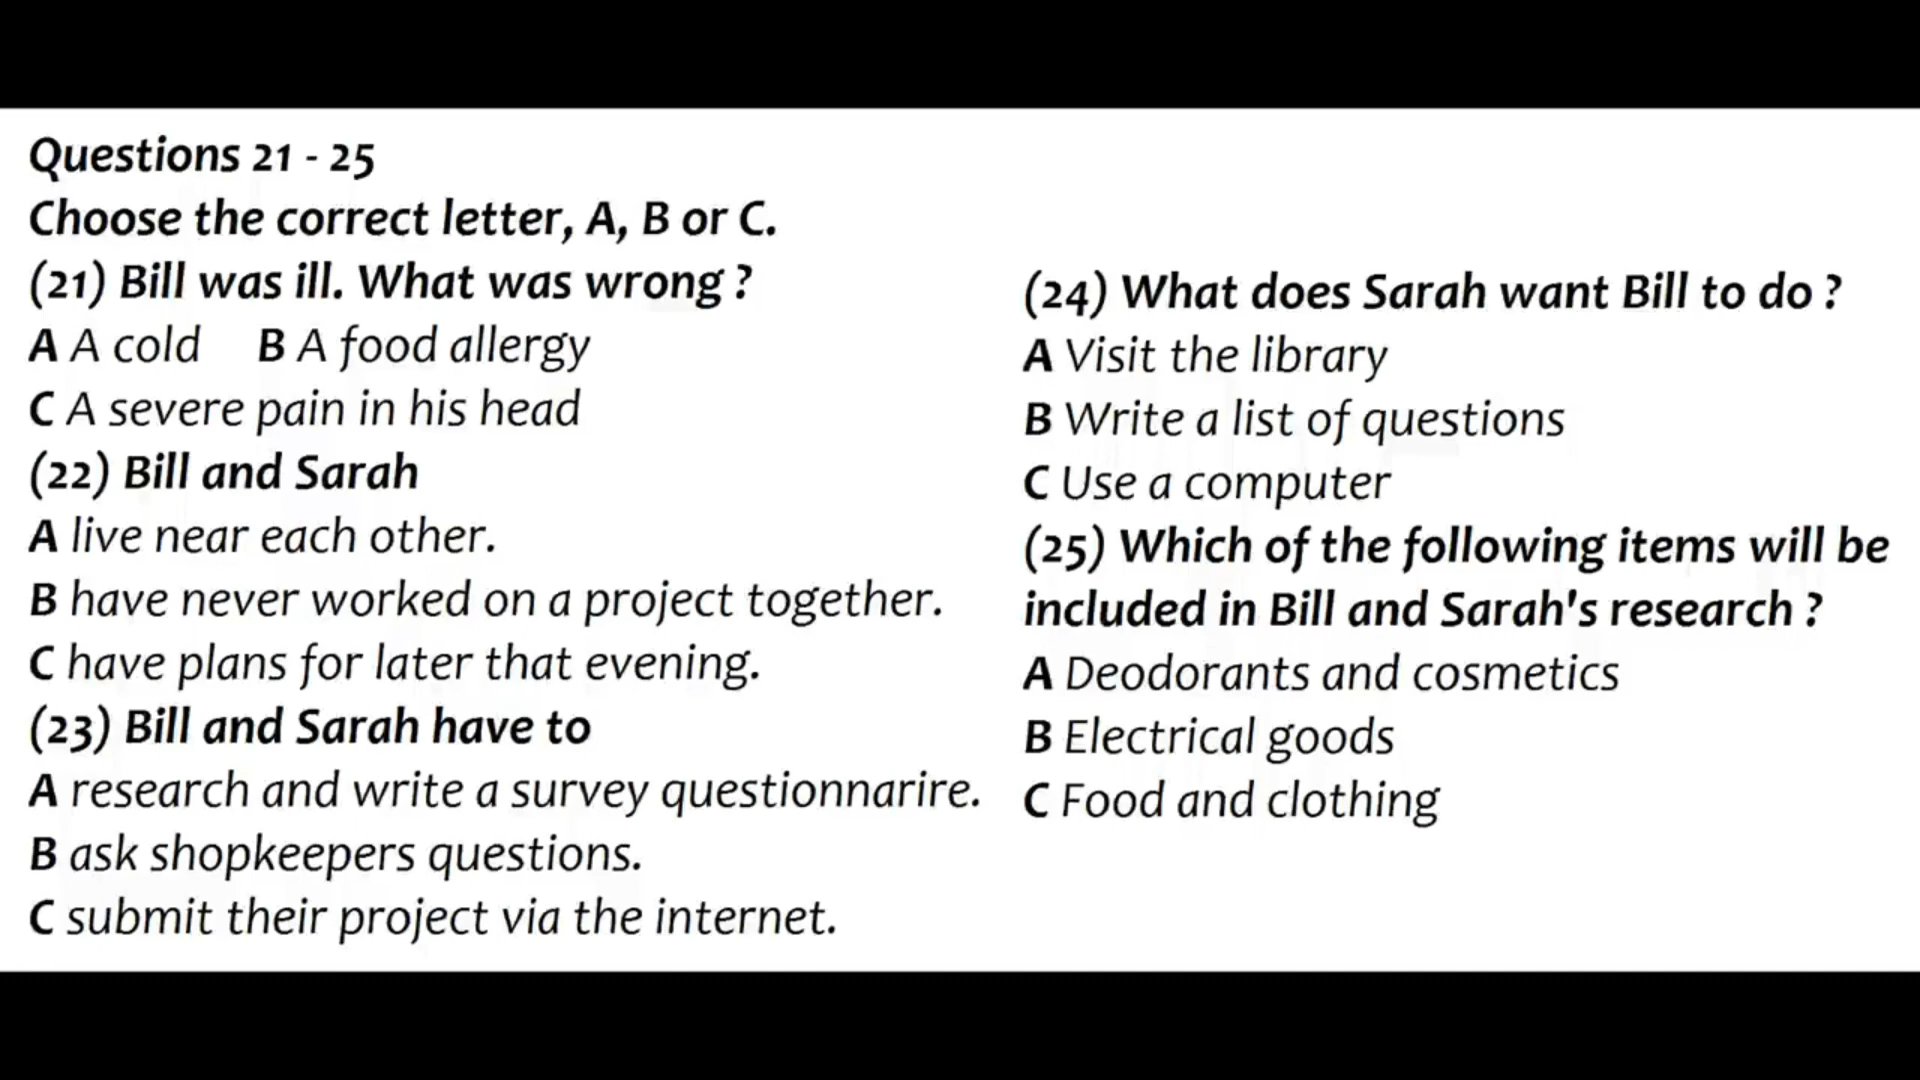 Questions 21 - 25
Choose the correct letter, A, B or C.
(21) Bill was ill. What was wrong ?
A A cold B A food allergy
C A severe pain in his head
(22) Bill and Sarah
A live near each other.
B have never worked on a project together.
C have plans for later that evening.
(23) Bill and Sarah have to
A research and write a survey questionnarire.
B ask shopkeepers questions.
C submit their project via the internet.
(24) What does Sarah want Bill to do ?
A Visit the library
B Write a list of questions
C Use a computer
(25) Which of the following items will be
included in Bill and Sarah's research ?
A Deodorants and cosmetics
B Electrical goods
C Food and clothing